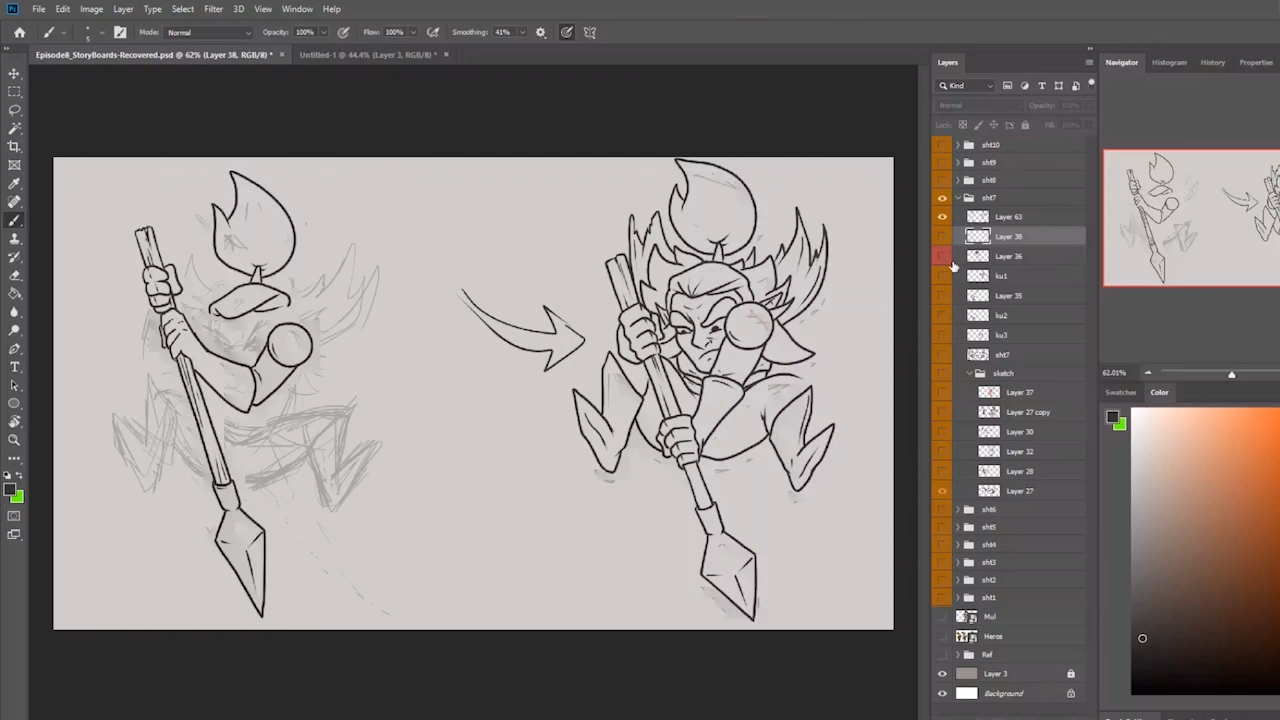 File Edit Image Layer Type Select Filter 3D View Window Help
5 Mode: Normal Opacity: 100% Flow: 100% Smoothing: 41%
Episode8_StoryBoards-Recovered.psd @ 62% (Layer 38, RGB/8) * × Untitled-1 @ 44.4% (Layer 3, RGB/8) * ×
Layers
Kind
Normal Opacity: 100%
Lock: Fill: 100%
sht10
sht9
sht8
sht7
Layer 63
Layer 38
Layer 36
ku1
Layer 35
ku2
ku3
sht7
sketch
Layer 37
Layer 27 copy
Layer 30
Layer 32
Layer 28
Layer 27
sht6
sht5
sht4
sht3
sht2
sht1
Mul
Heros
Ref
Layer 3
Background
Navigator Histogram History Properties
62.01%
Swatches Color